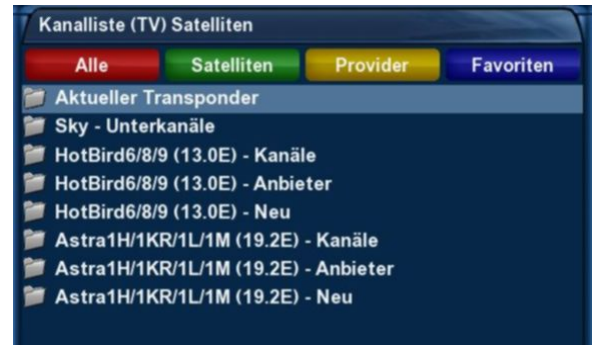 Kanalliste (TV) Satelliten
Alle Satelliten Provider Favoriten
Aktueller Transponder
Sky - Unterkanäle
HotBird6/8/9 (13.0E) - Kanäle
HotBird6/8/9 (13.0E) - Anbieter
HotBird6/8/9 (13.0E) - Neu
Astra1H/1KR/1L/1M (19.2E) - Kanäle
Astra1H/1KR/1L/1M (19.2E) - Anbieter
Astra1H/1KR/1L/1M (19.2E) - Neu